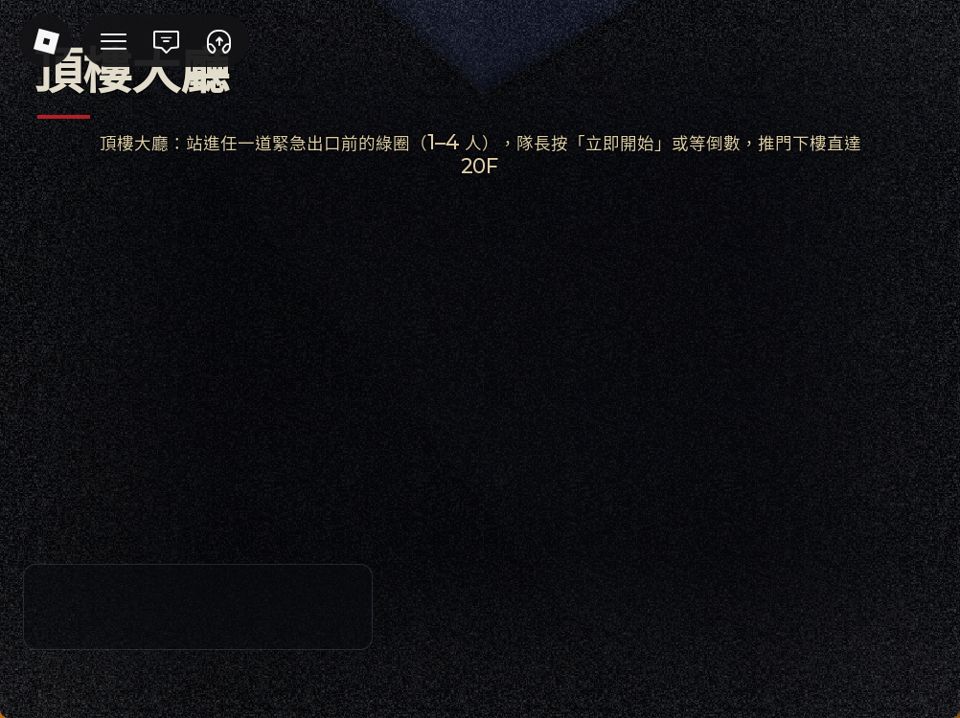 頂樓大廳
頂樓大廳：站進任一道緊急出口前的綠圈（1–4 人），隊長按「立即開始」或等倒數，推門下樓直達
20F